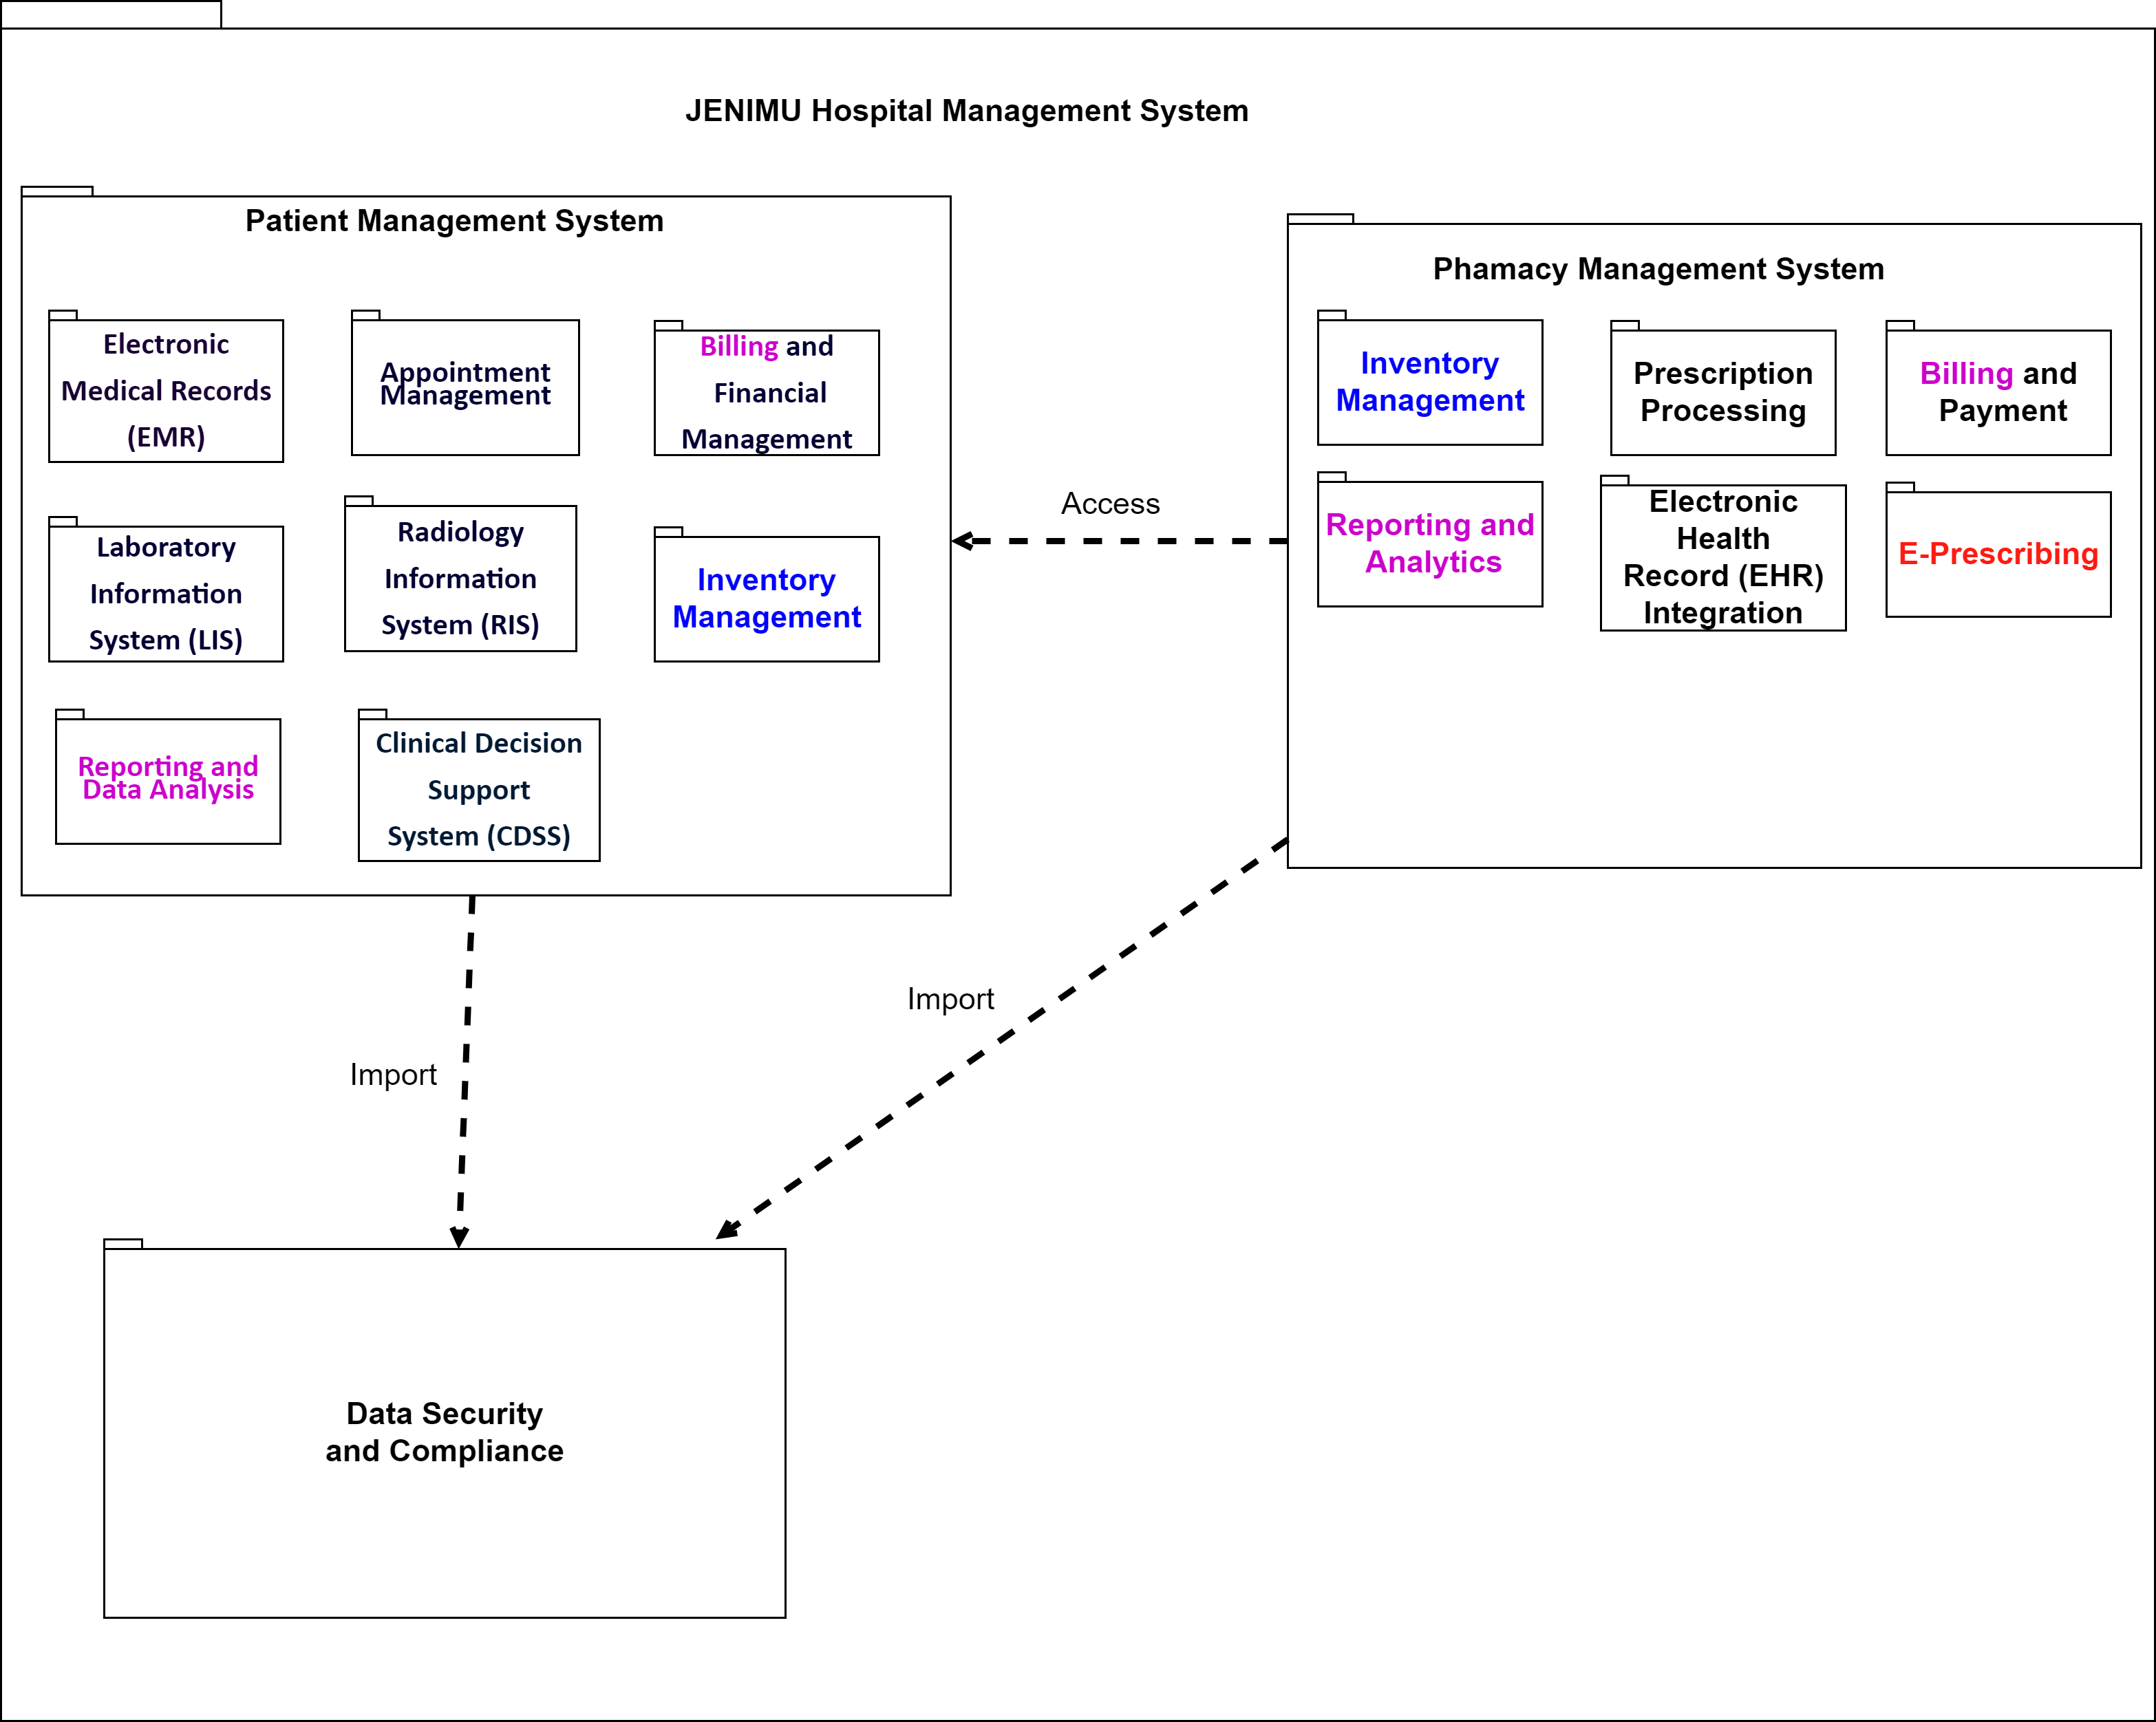 JENIMU Hospital Management System
Patient Management System
Electronic
Medical Records
(EMR)
Appointment
Management
Billing and
Financial
Management
Laboratory
Information
System (LIS)
Radiology
Information
System (RIS)
Inventory
Management
Reporting and
Data Analysis
Clinical Decision
Support
System (CDSS)
Access
Phamacy Management System
Inventory
Management
Prescription
Processing
Billing and
Payment
Reporting and
Analytics
Electronic
Health
Record (EHR)
Integration
E-Prescribing
Import
Import
Data Security
and Compliance